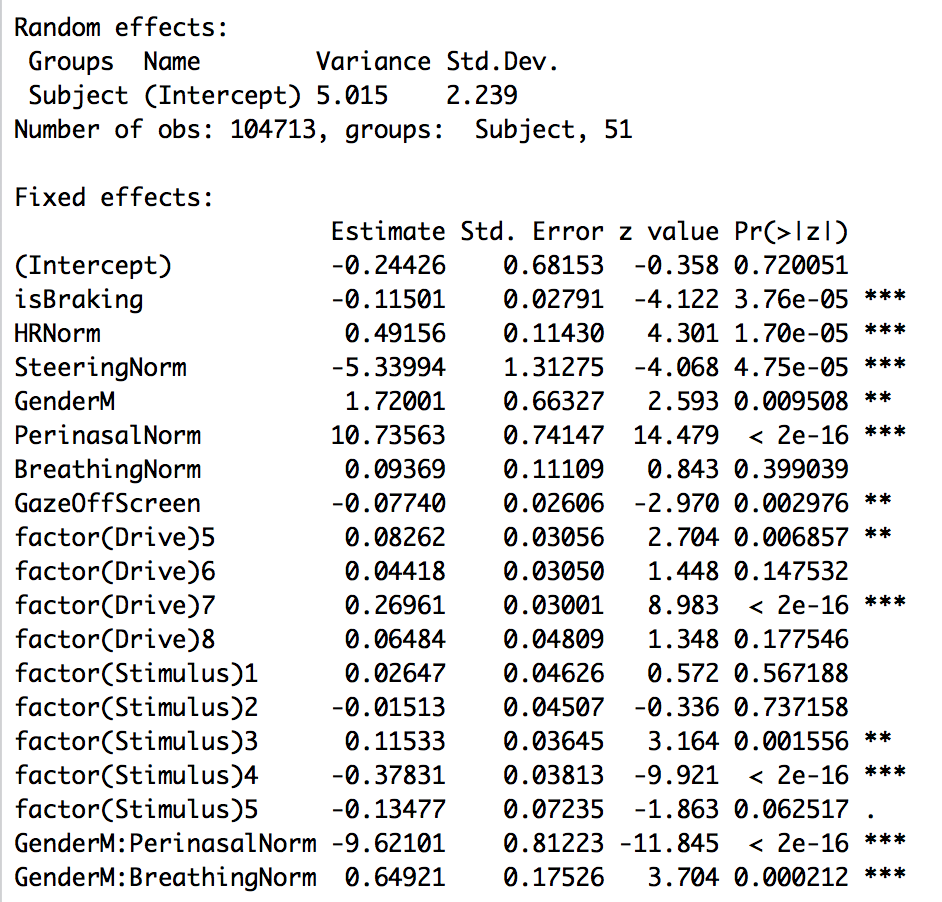 Random effects:
 Groups  Name        Variance Std.Dev.
 Subject (Intercept) 5.015    2.239
Number of obs: 104713, groups:  Subject, 51

Fixed effects:
                      Estimate Std. Error z value Pr(>|z|)
(Intercept)           -0.24426    0.68153  -0.358 0.720051
isBraking             -0.11501    0.02791  -4.122 3.76e-05 ***
HRNorm                 0.49156    0.11430   4.301 1.70e-05 ***
SteeringNorm          -5.33994    1.31275  -4.068 4.75e-05 ***
GenderM                1.72001    0.66327   2.593 0.009508 **
PerinasalNorm         10.73563    0.74147  14.479  < 2e-16 ***
BreathingNorm          0.09369    0.11109   0.843 0.399039
GazeOffScreen         -0.07740    0.02606  -2.970 0.002976 **
factor(Drive)5         0.08262    0.03056   2.704 0.006857 **
factor(Drive)6         0.04418    0.03050   1.448 0.147532
factor(Drive)7         0.26961    0.03001   8.983  < 2e-16 ***
factor(Drive)8         0.06484    0.04809   1.348 0.177546
factor(Stimulus)1      0.02647    0.04626   0.572 0.567188
factor(Stimulus)2     -0.01513    0.04507  -0.336 0.737158
factor(Stimulus)3      0.11533    0.03645   3.164 0.001556 **
factor(Stimulus)4     -0.37831    0.03813  -9.921  < 2e-16 ***
factor(Stimulus)5     -0.13477    0.07235  -1.863 0.062517 .
GenderM:PerinasalNorm -9.62101    0.81223 -11.845  < 2e-16 ***
GenderM:BreathingNorm  0.64921    0.17526   3.704 0.000212 ***